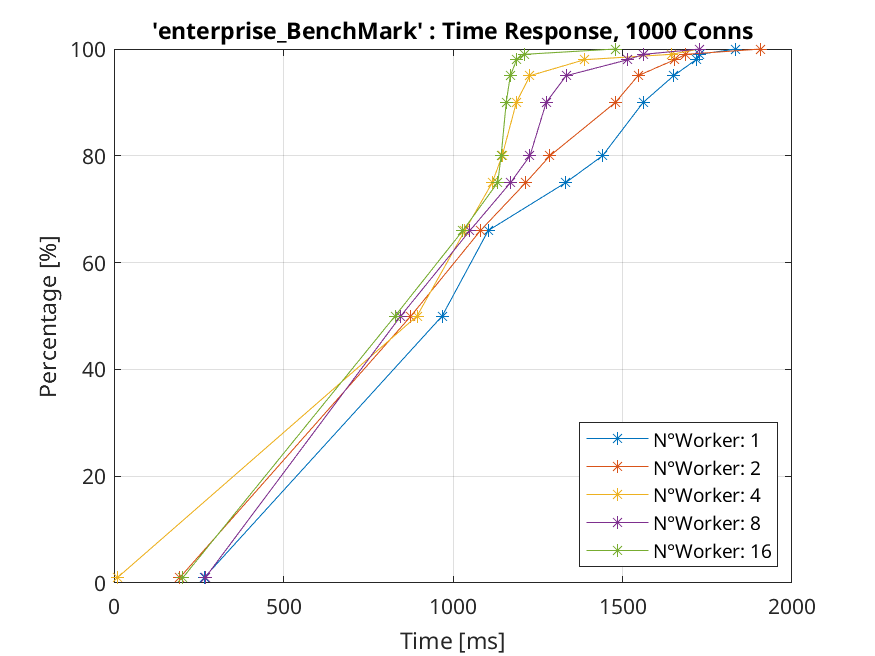 'enterprise_BenchMark' : Time Response, 1000 Conns
Percentage [%]
100
80
60
40
20
0
0 500 1000 1500 2000
Time [ms]
N°Worker: 1
N°Worker: 2
N°Worker: 4
N°Worker: 8
N°Worker: 16